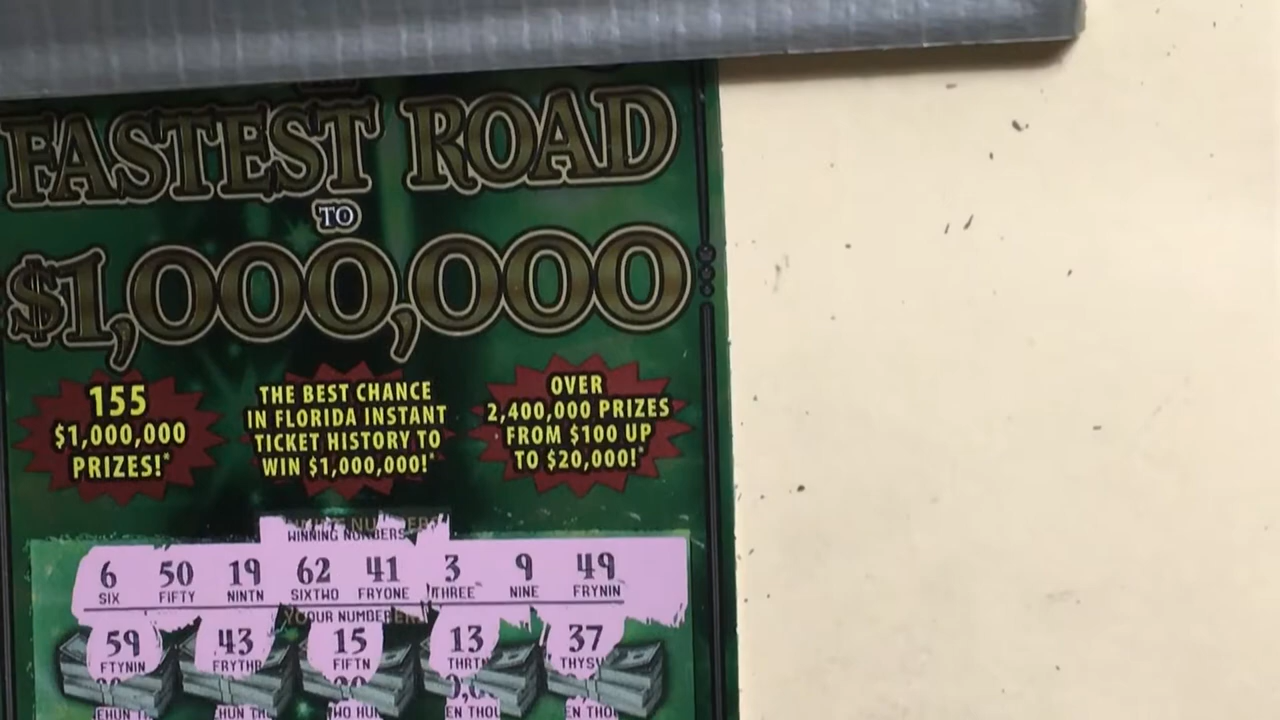 FASTEST ROAD
TO
$1,000,000
155
$1,000,000
PRIZES!*
THE BEST CHANCE
IN FLORIDA INSTANT
TICKET HISTORY TO
WIN $1,000,000!*
OVER
2,400,000 PRIZES
FROM $100 UP
TO $20,000!*
WINNING NUMBERS
6 50 19 62 41 3 9 49
SIX FIFTY NINTN SIXTWO FRYONE THREE NINE FRYNIN
YOUR NUMBER
59 43 15 13 37
FTYNIN FRYTHR FIFTN THRTN THYSV